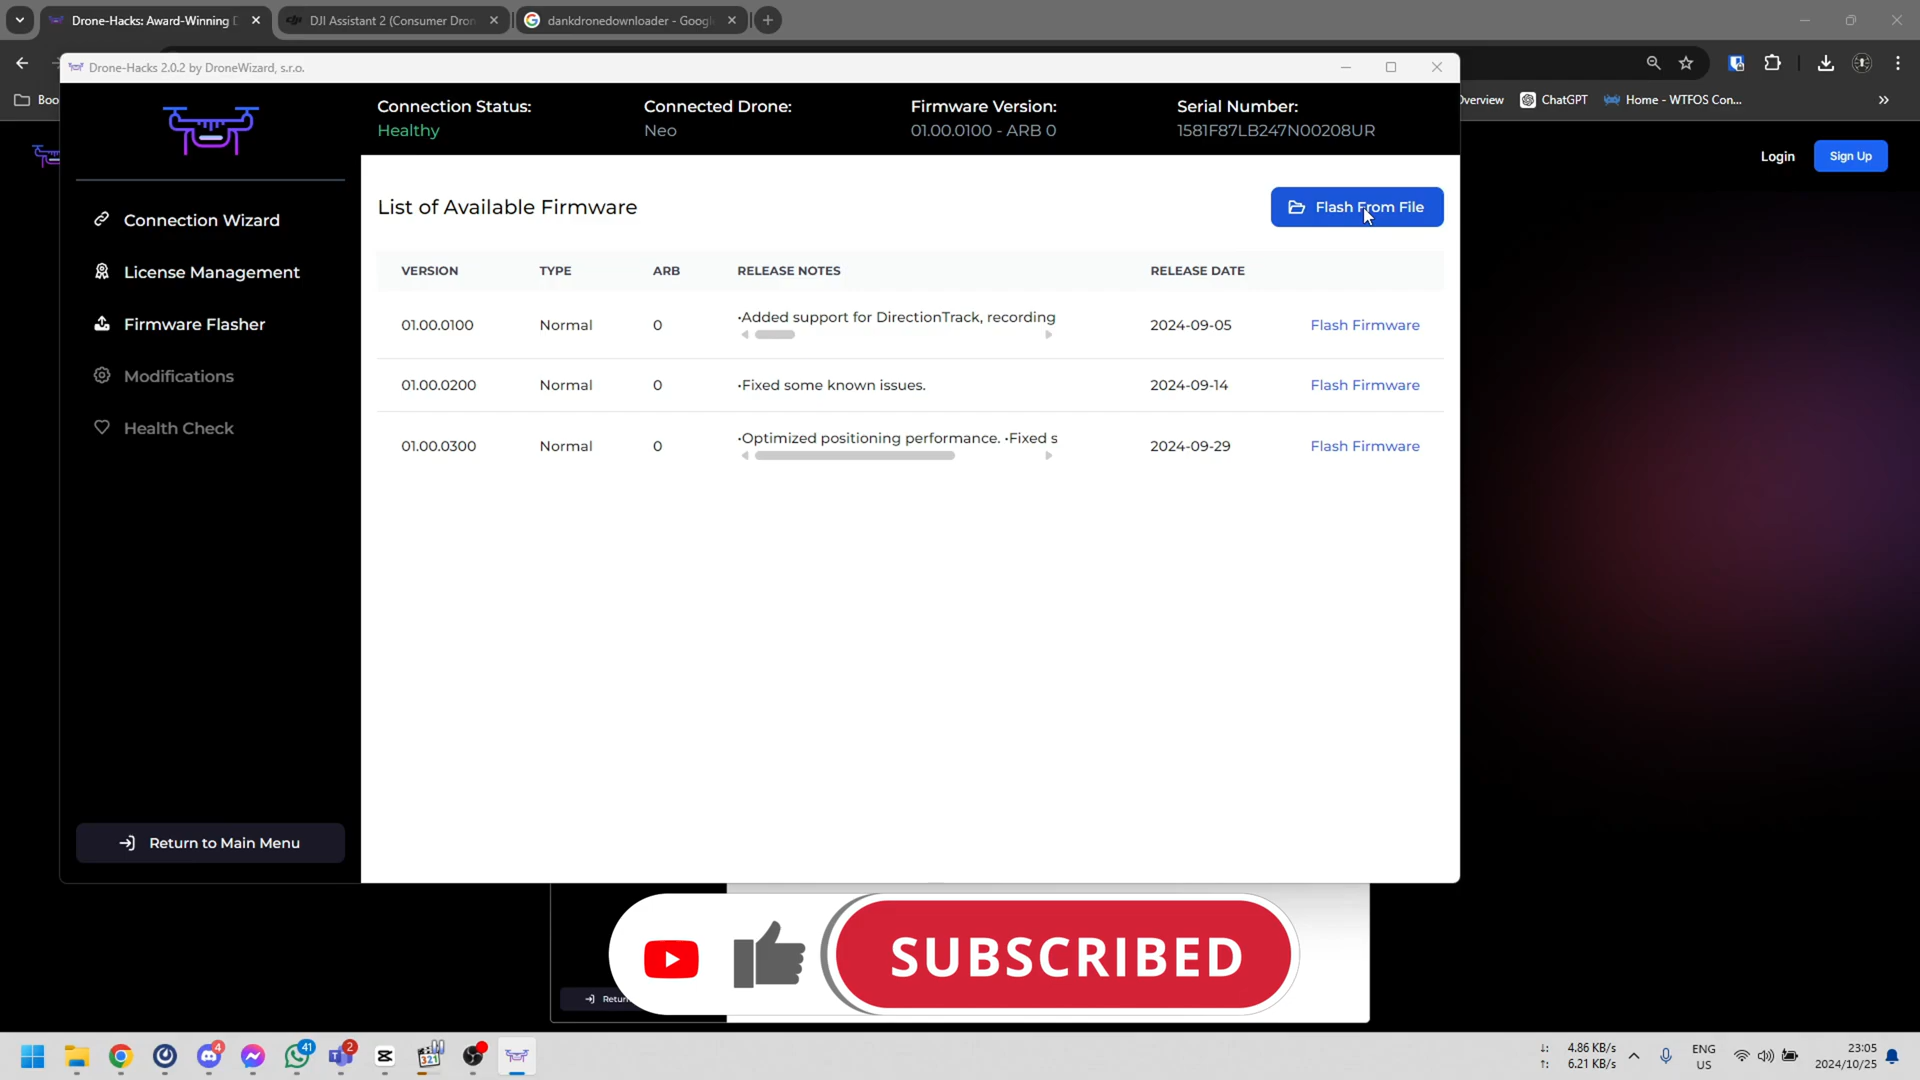 Drone-Hacks: Award-Winning D
DJI Assistant 2 (Consumer Dron
dankdronedownloader - Googl
Drone-Hacks 2.0.2 by DroneWizard, s.r.o.
Boo
Overview
ChatGPT
Home - WTFOS Con...
Connection Status:
Healthy
Connected Drone:
Neo
Firmware Version:
01.00.0100 - ARB 0
Serial Number:
1581F87LB247N00208UR
Login
Sign Up
Connection Wizard
License Management
Firmware Flasher
Modifications
Health Check
Return to Main Menu
List of Available Firmware
Flash From File
VERSION TYPE ARB RELEASE NOTES RELEASE DATE
01.00.0100 Normal 0 •Added support for DirectionTrack, recording 2024-09-05 Flash Firmware
01.00.0200 Normal 0 •Fixed some known issues. 2024-09-14 Flash Firmware
01.00.0300 Normal 0 •Optimized positioning performance. •Fixed s 2024-09-29 Flash Firmware
SUBSCRIBED
Return
4
41
2
321
4.86 KB/s
6.21 KB/s
ENG
US
23:05
2024/10/25